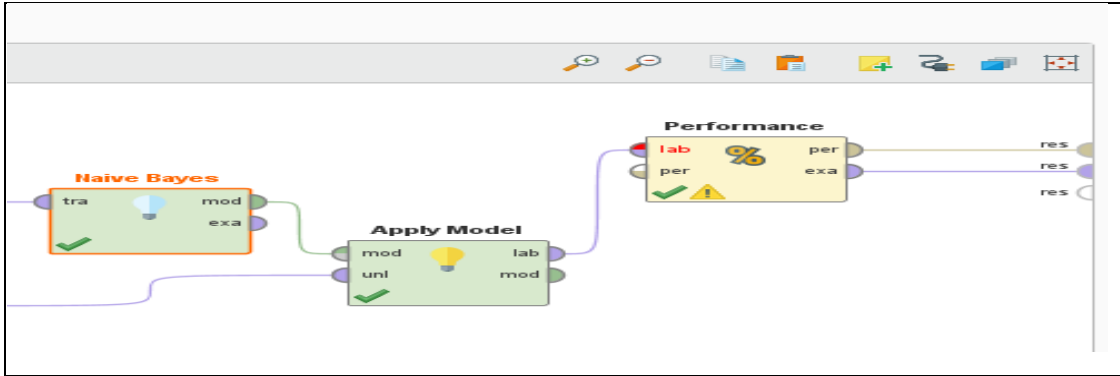 Performance
lab
per
res
per
exa
res
res
Naive Bayes
tra
mod
exa
Apply Model
mod
lab
unl
mod